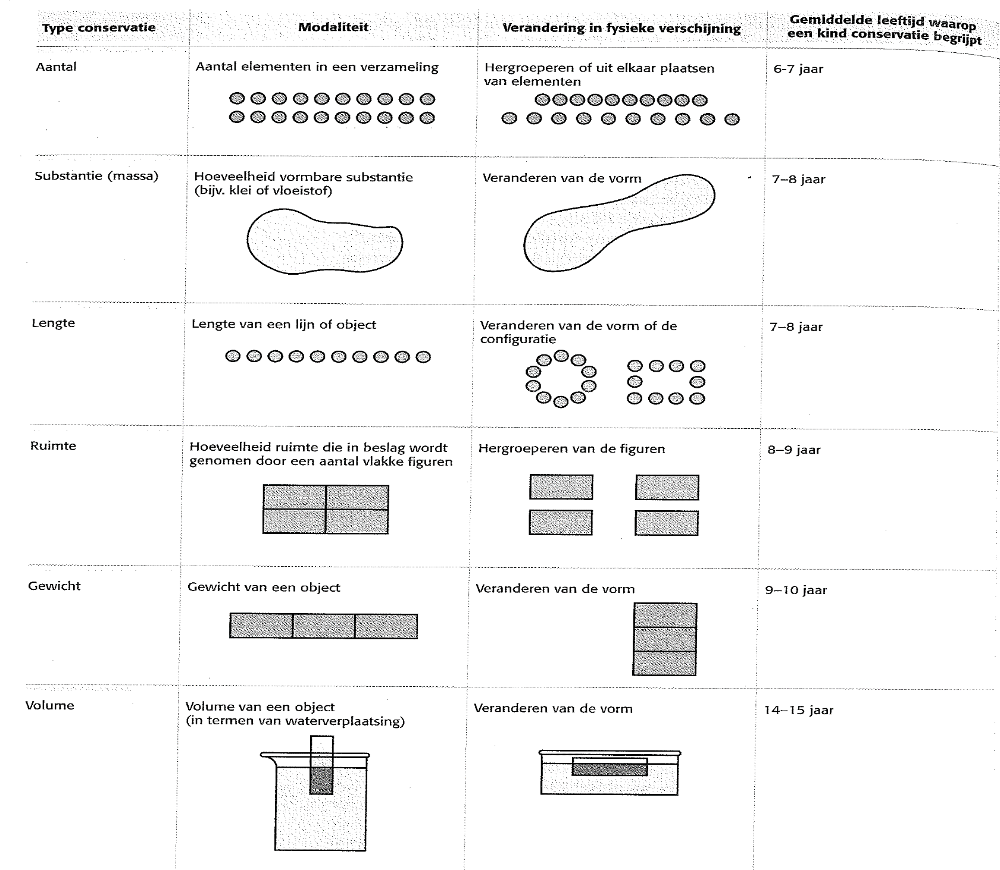 Type conservatie
Modaliteit
Verandering in fysieke verschijning
Gemiddelde leeftijd waarop
een kind conservatie begrijpt
Aantal
Aantal elementen in een verzameling
Hergroeperen of uit elkaar plaatsen
van elementen
6-7 jaar
Substantie (massa)
Hoeveelheid vormbare substantie
(bijv. klei of vloeistof)
Veranderen van de vorm
7–8 jaar
Lengte
Lengte van een lijn of object
Veranderen van de vorm of de
configuratie
7–8 jaar
Ruimte
Hoeveelheid ruimte die in beslag wordt
genomen door een aantal vlakke figuren
Hergroeperen van de figuren
8–9 jaar
Gewicht
Gewicht van een object
Veranderen van de vorm
9–10 jaar
Volume
Volume van een object
(in termen van waterverplaatsing)
Veranderen van de vorm
14–15 jaar